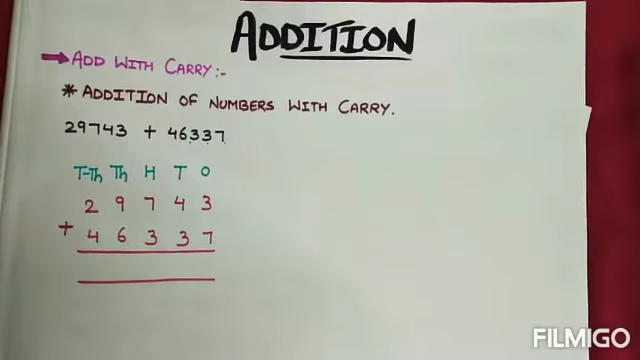 ADDITION
→ ADD WITH CARRY:-
* ADDITION OF NUMBERS WITH CARRY.
29743 + 46337
T-Th Th H T O
2 9 7 4 3
+ 4 6 3 3 7
FILMIGO